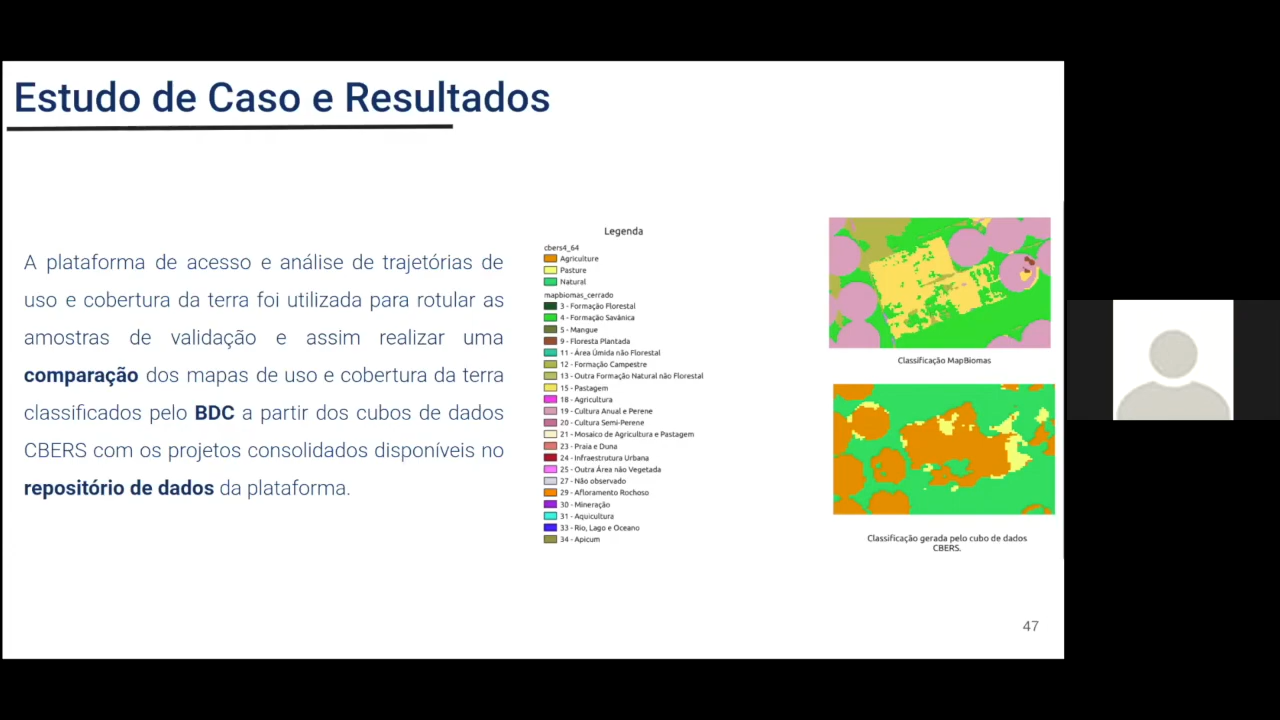 Estudo de Caso e Resultados
A plataforma de acesso e análise de trajetórias de
uso e cobertura da terra foi utilizada para rotular as
amostras de validação e assim realizar uma
comparação dos mapas de uso e cobertura da terra
classificados pelo BDC a partir dos cubos de dados
CBERS com os projetos consolidados disponíveis no
repositório de dados da plataforma.
Legenda
cbers4_64
Agriculture
Pasture
Natural
mapbiomas_cerrado
3 - Formação Florestal
4 - Formação Savânica
5 - Mangue
9 - Floresta Plantada
11 - Área Úmida não Florestal
12 - Formação Campestre
13 - Outra Formação Natural não Florestal
15 - Pastagem
18 - Agricultura
19 - Cultura Anual e Perene
20 - Cultura Semi-Perene
21 - Mosaico de Agricultura e Pastagem
23 - Praia e Duna
24 - Infraestrutura Urbana
25 - Outra Área não Vegetada
27 - Não observado
29 - Afloramento Rochoso
30 - Mineração
31 - Aquicultura
33 - Rio, Lago e Oceano
34 - Apicum
Classificação MapBiomas
Classificação gerada pelo cubo de dados
CBERS.
47